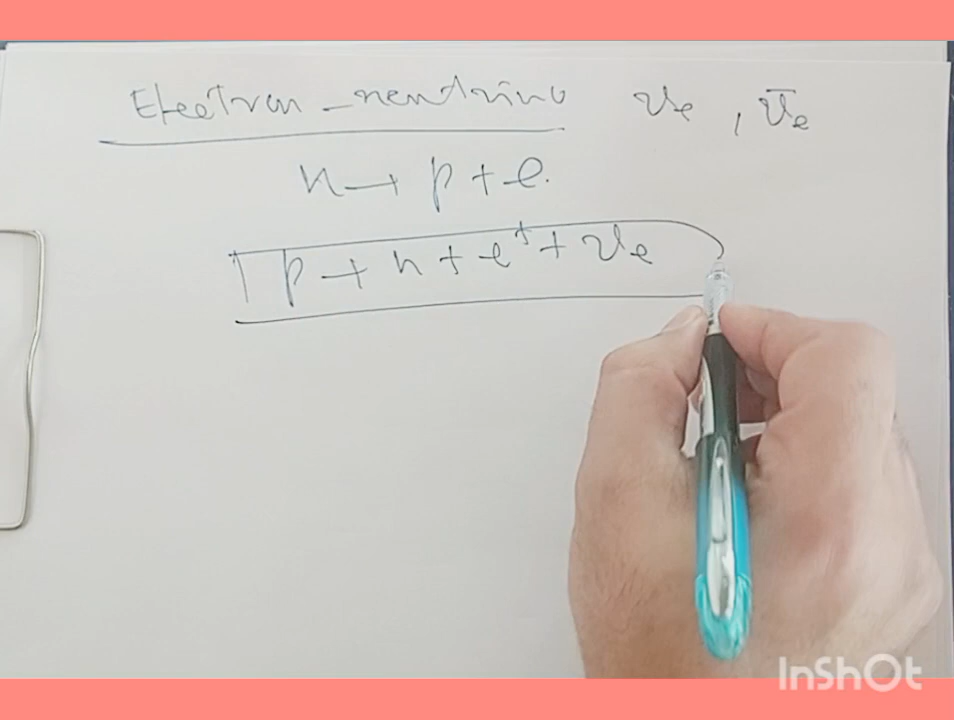 Electron-neutrino νe , ν̅e
n → p + e.
p → n + e⁺ + νe
InShOt